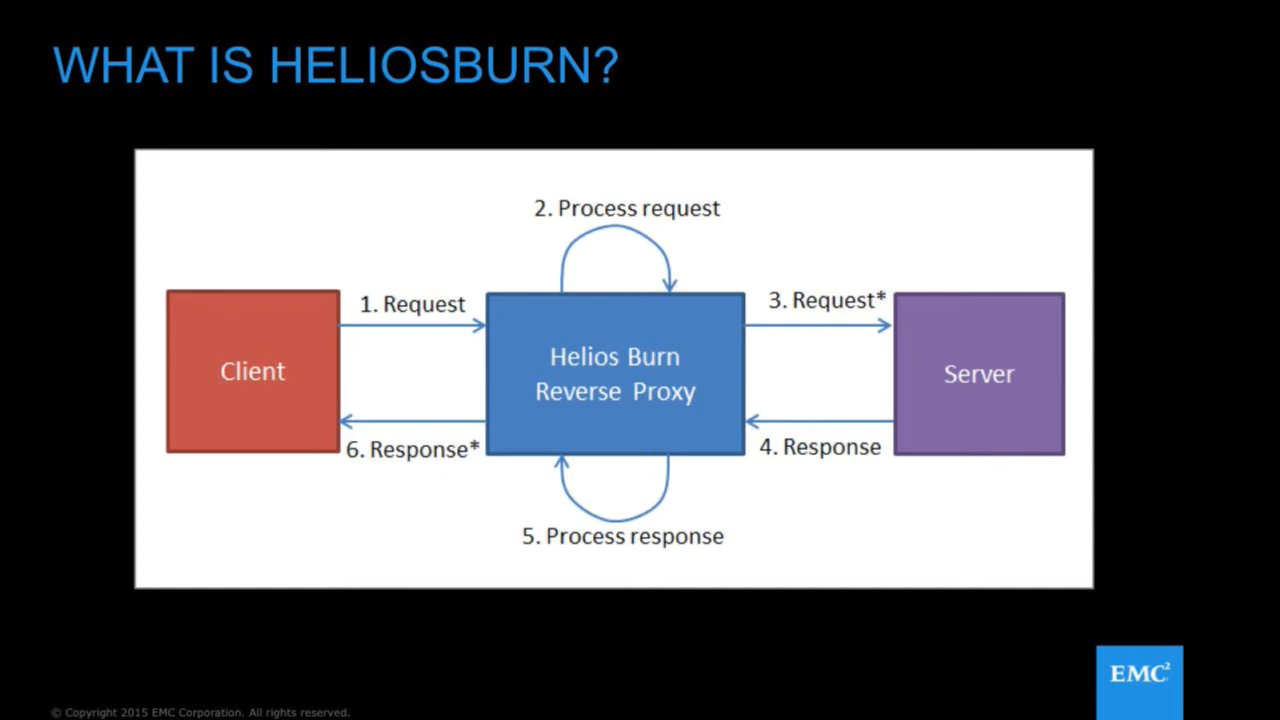 WHAT IS HELIOSBURN?
2. Process request
1. Request
3. Request*
Client
Helios Burn
Reverse Proxy
Server
6. Response*
4. Response
5. Process response
EMC²
© Copyright 2015 EMC Corporation. All rights reserved.